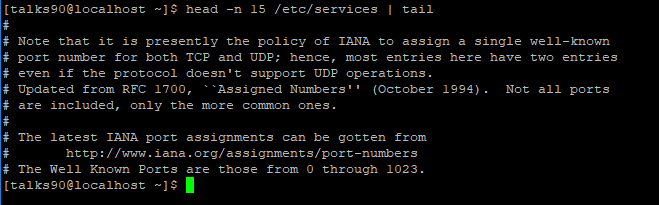 [talks90@localhost ~]$ head -n 15 /etc/services | tail
#
# Note that it is presently the policy of IANA to assign a single well-known
# port number for both TCP and UDP; hence, most entries here have two entries
# even if the protocol doesn't support UDP operations.
# Updated from RFC 1700, ``Assigned Numbers'' (October 1994).  Not all ports
# are included, only the more common ones.
#
# The latest IANA port assignments can be gotten from
#       http://www.iana.org/assignments/port-numbers
# The Well Known Ports are those from 0 through 1023.
[talks90@localhost ~]$